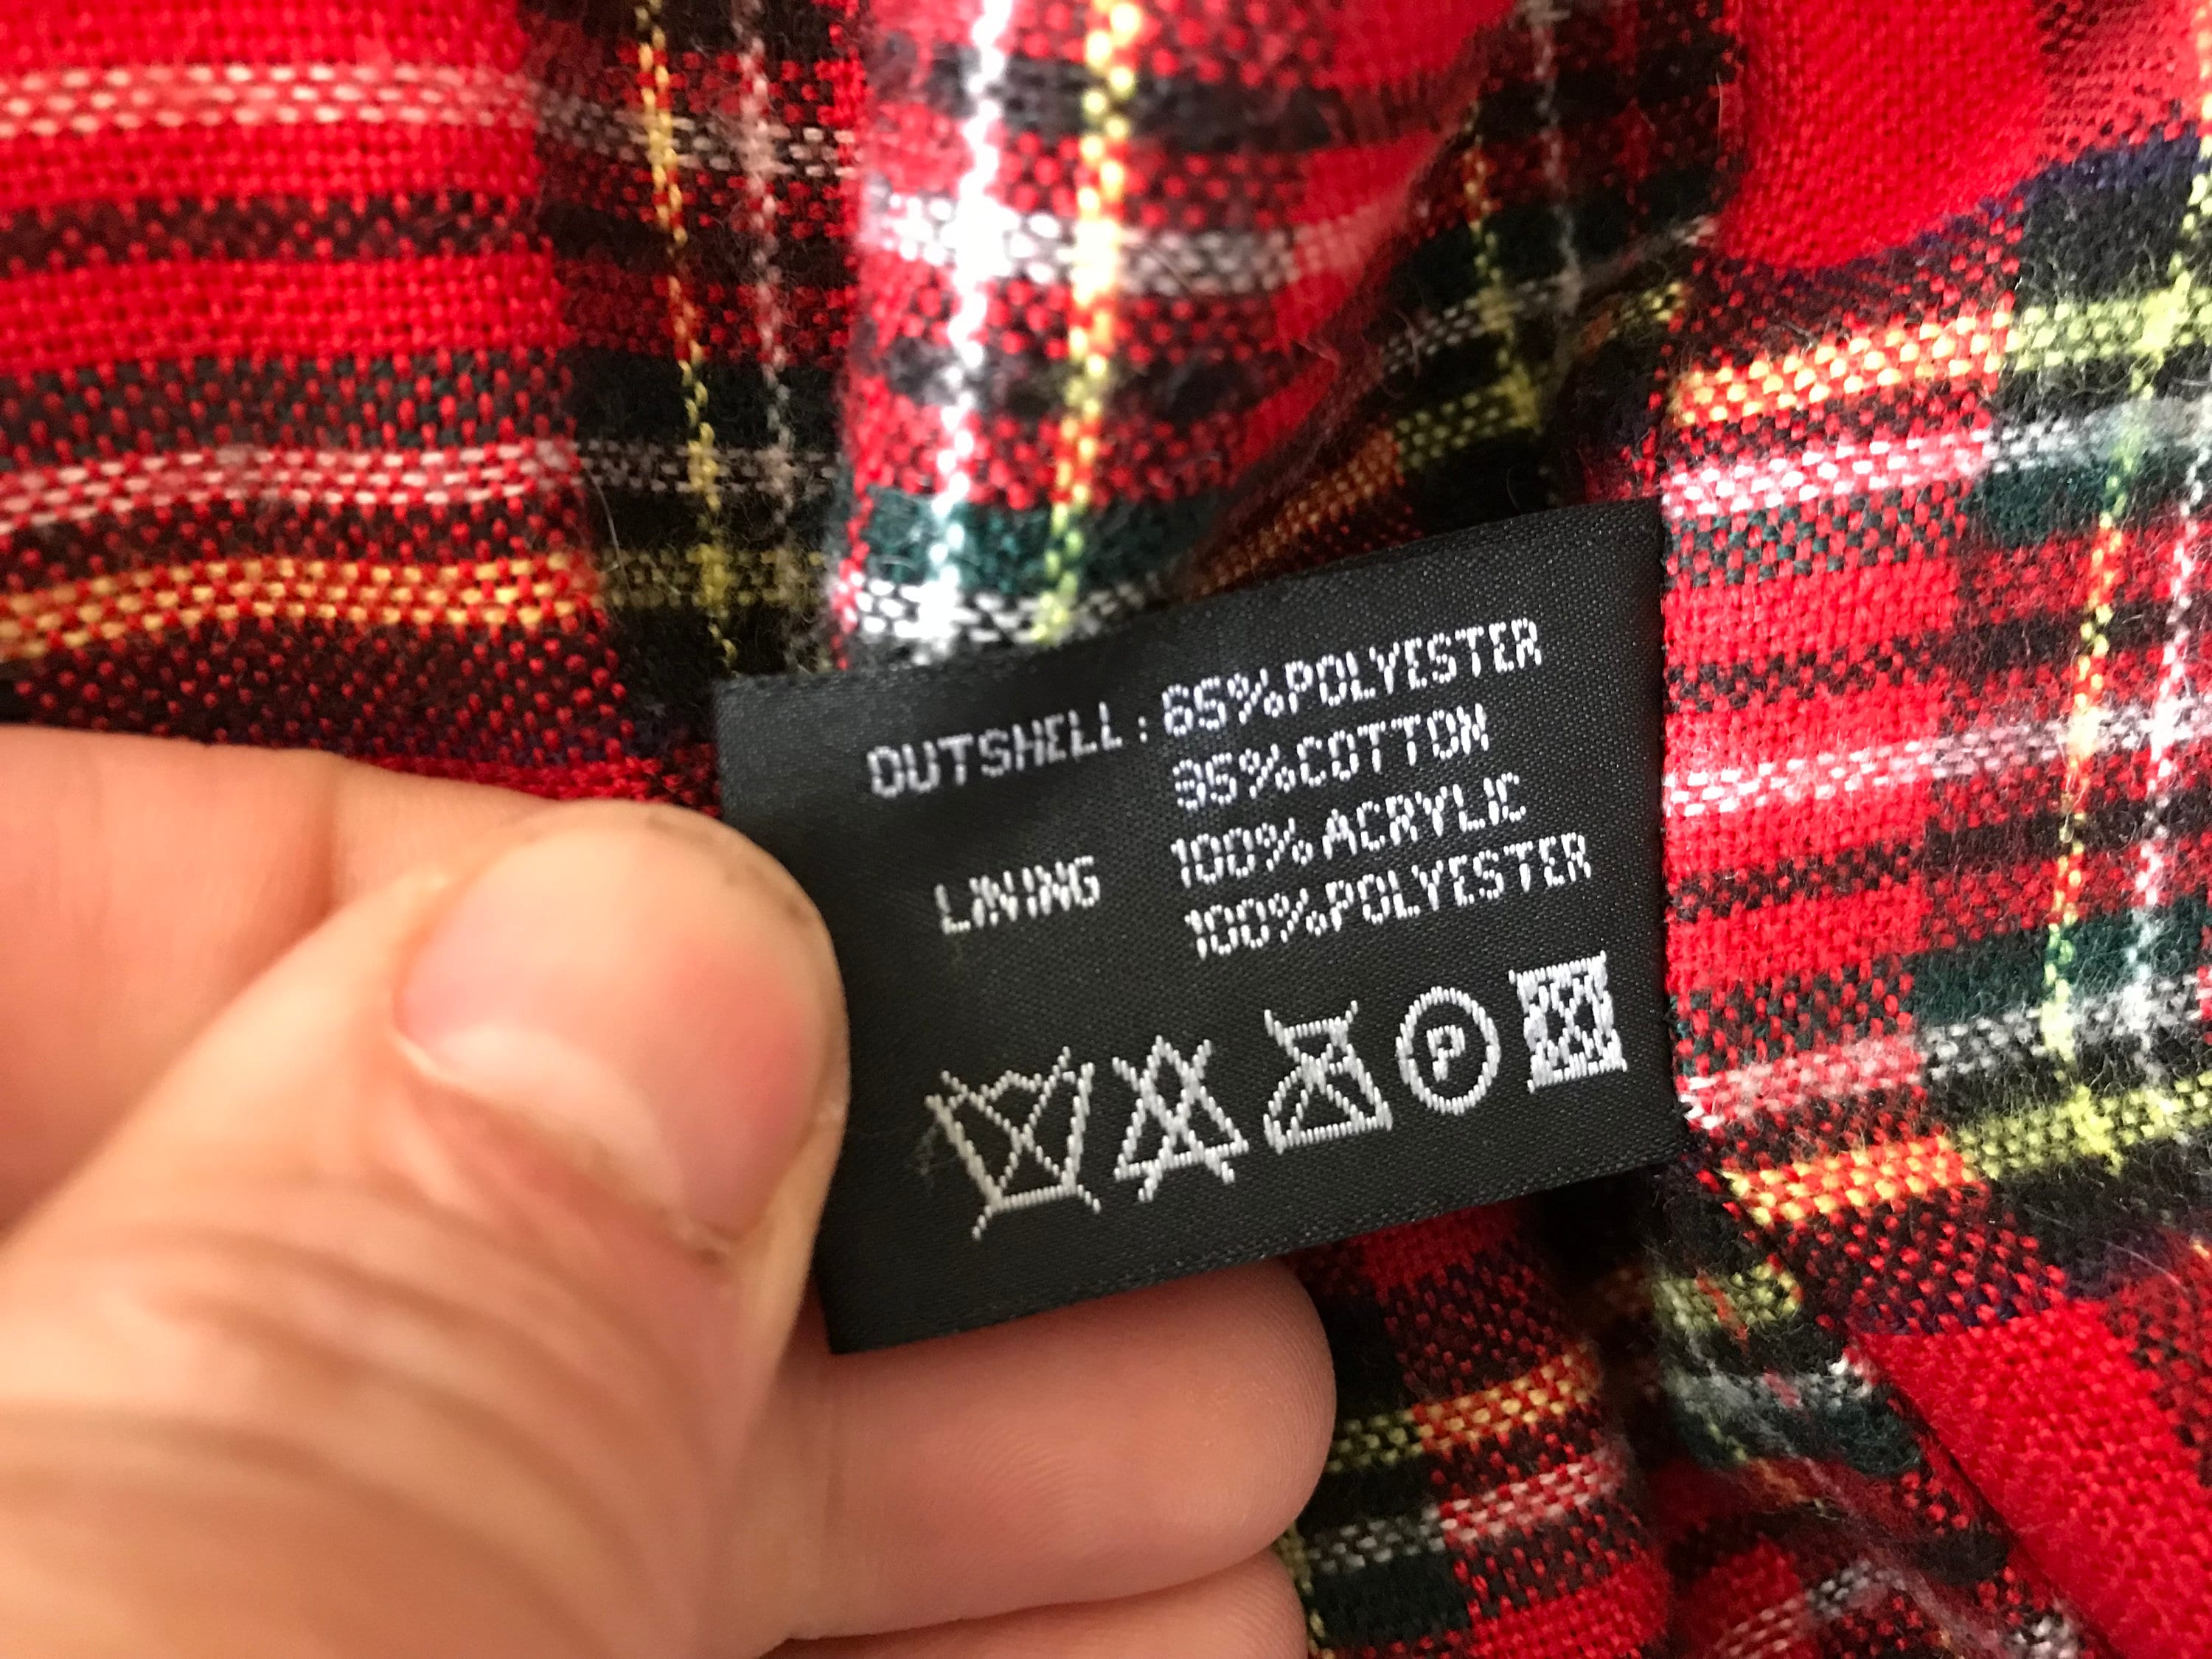 OUTSHELL : 65%POLYESTER
35%COTTON
100%ACRYLIC
LINING 100%POLYESTER
P